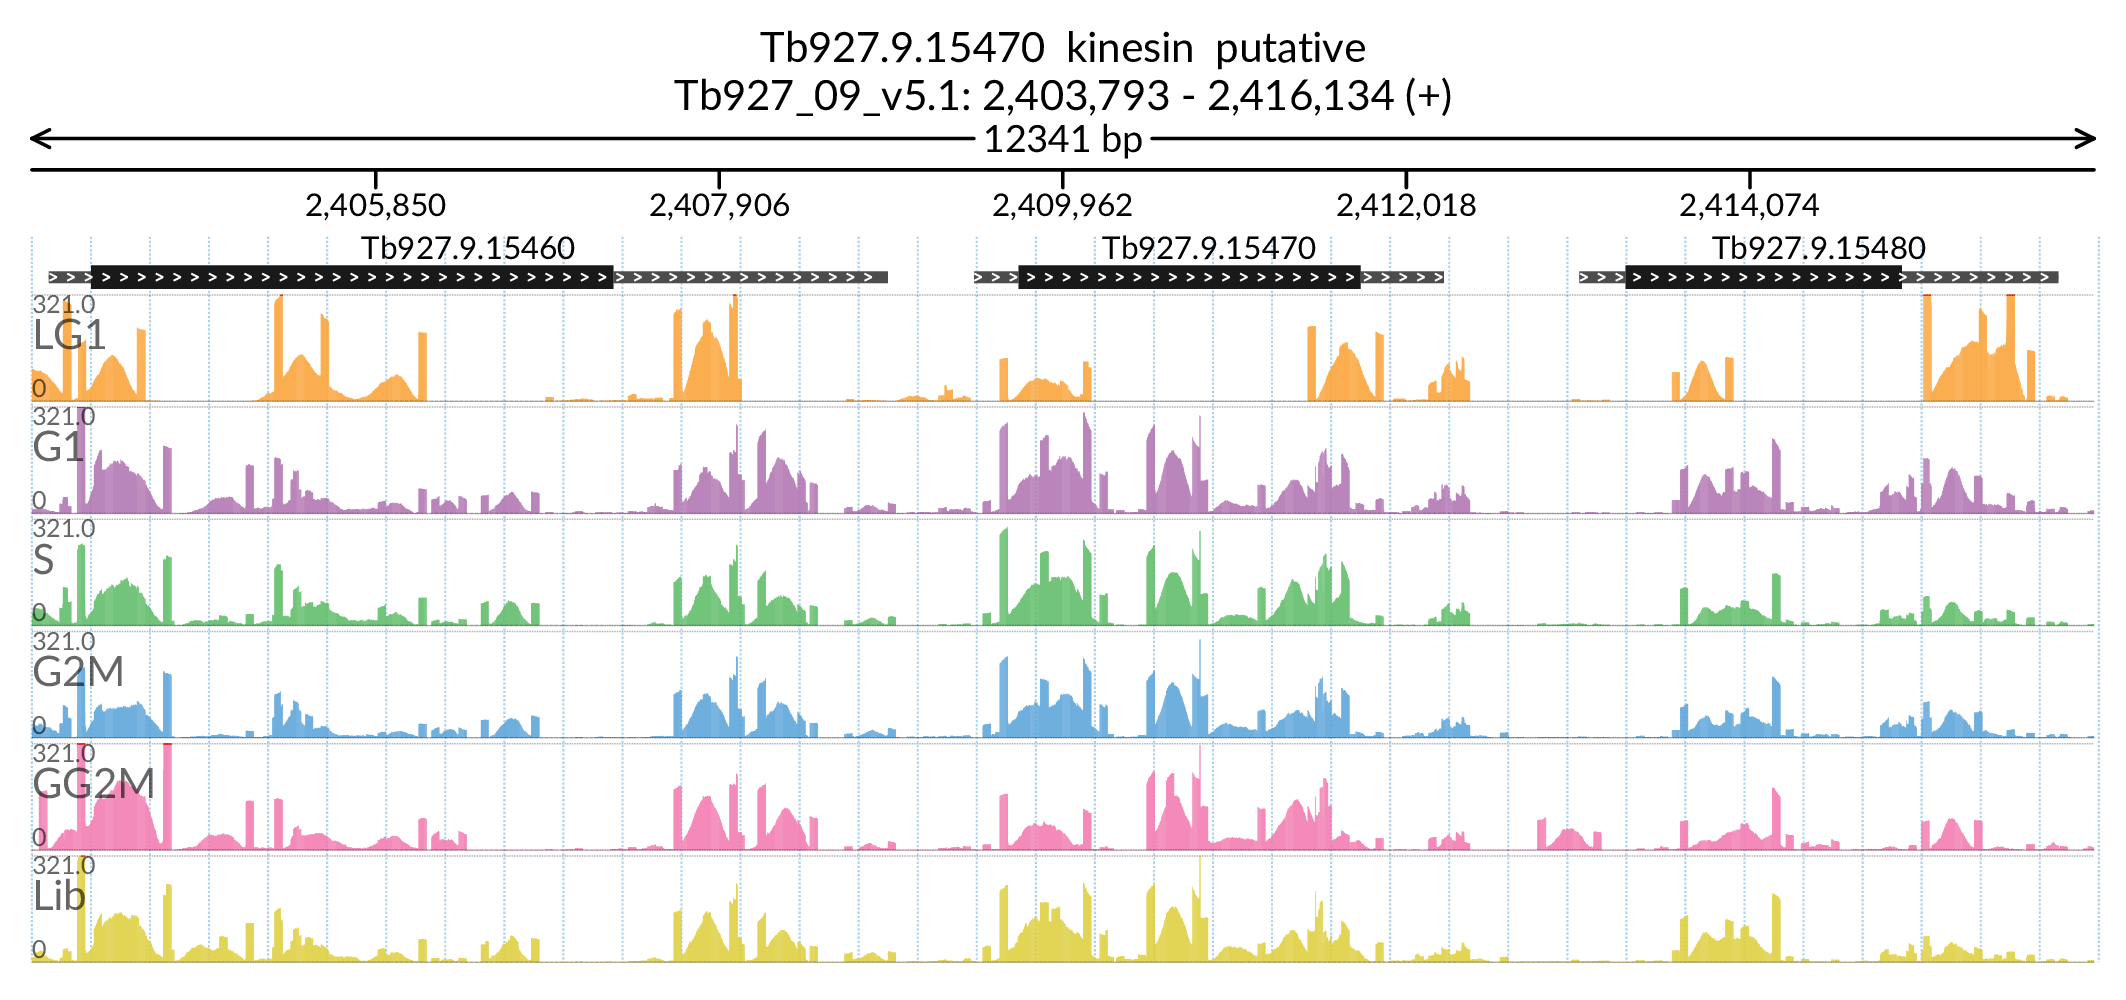 Tb927.9.15470 kinesin putative
Tb927_09_v5.1: 2,403,793 - 2,416,134 (+)
12341 bp
2,405,850 2,407,906 2,409,962 2,412,018 2,414,074
Tb927.9.15460 Tb927.9.15470 Tb927.9.15480
321.0
LG1
0
321.0
G1
0
321.0
S
0
321.0
G2M
0
321.0
GG2M
0
321.0
Lib
0